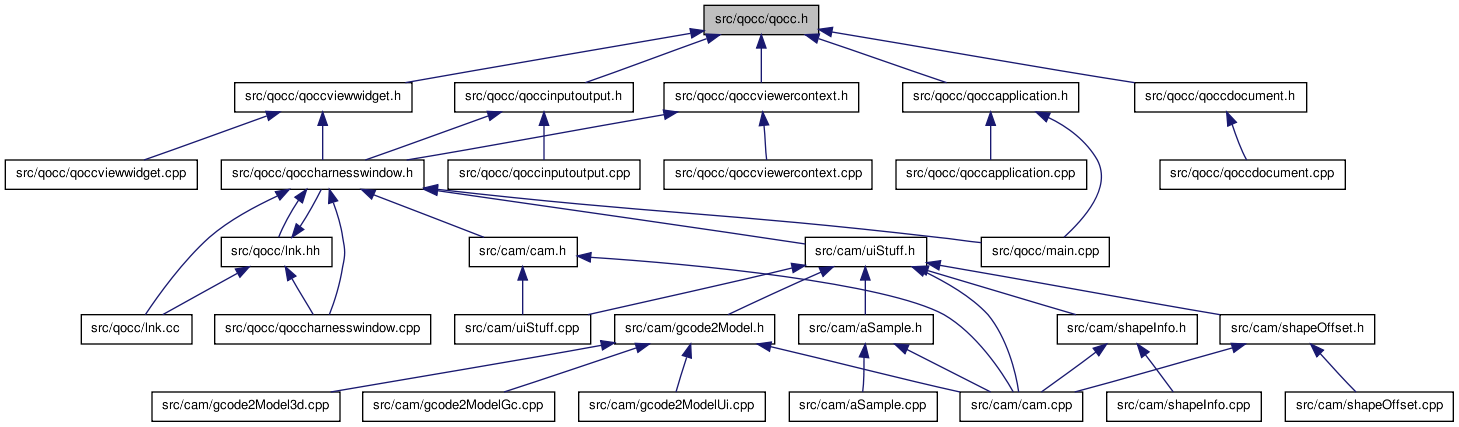 src/qocc/qocc.h
src/qocc/qoccviewwidget.h
src/qocc/qoccinputoutput.h
src/qocc/qoccviewercontext.h
src/qocc/qoccapplication.h
src/qocc/qoccdocument.h
src/qocc/qoccviewwidget.cpp
src/qocc/qoccharnesswindow.h
src/qocc/qoccinputoutput.cpp
src/qocc/qoccviewercontext.cpp
src/qocc/qoccapplication.cpp
src/qocc/qoccdocument.cpp
src/qocc/lnk.hh
src/cam/cam.h
src/cam/uiStuff.h
src/qocc/main.cpp
src/qocc/lnk.cc
src/qocc/qoccharnesswindow.cpp
src/cam/uiStuff.cpp
src/cam/gcode2Model.h
src/cam/aSample.h
src/cam/shapeInfo.h
src/cam/shapeOffset.h
src/cam/gcode2Model3d.cpp
src/cam/gcode2ModelGc.cpp
src/cam/gcode2ModelUi.cpp
src/cam/aSample.cpp
src/cam/cam.cpp
src/cam/shapeInfo.cpp
src/cam/shapeOffset.cpp